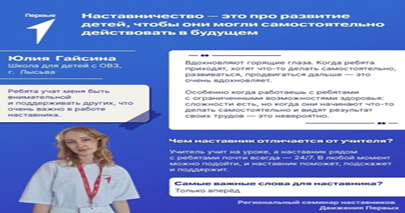 Первые
Наставничество — это про развитие
детей, чтобы они могли самостоятельно
действовать в будущем
Юлия Гайсина
Школа для детей с ОВЗ,
г. Лысьва
Ребята учат меня быть
внимательной
и поддерживать других, что
очень важно в работе
наставника.
Вдохновляют горящие глаза. Когда ребята
приходят, хотят что-то делать самостоятельно,
развиваться, продвигаться дальше — это
очень важно.
Особенно когда работаешь с ребятами
с ограниченными возможностями здоровья:
сложности есть, но когда они начинают что-то
делать самостоятельно и видят результат
своих трудов — это невероятно.
Чем наставник отличается от учителя?
Учитель учит на уроке, а наставник рядом
с ребятами почти всегда — 24/7. В любой момент
можно подойти, и наставник поможет, подскажет
и поддержит.
Самые важные слова для наставника?
Только вперёд
Региональный семинар наставников
Движения Первых